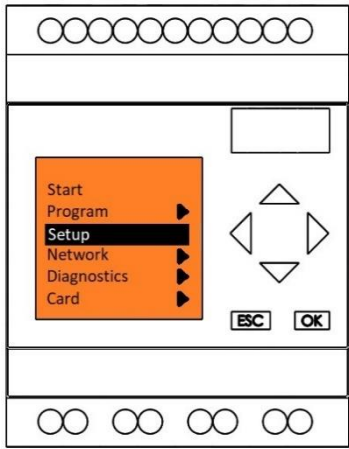 Start
Program
Setup
Network
Diagnostics
Card
ESC OK